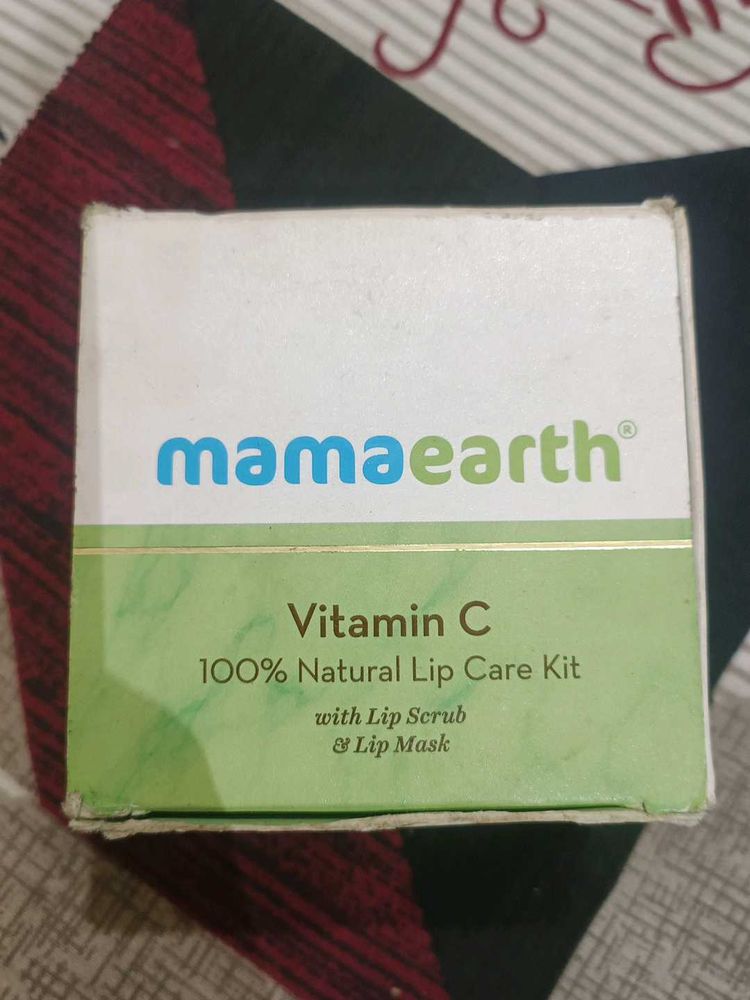 mamaearth®
Vitamin C
100% Natural Lip Care Kit
with Lip Scrub
& Lip Mask